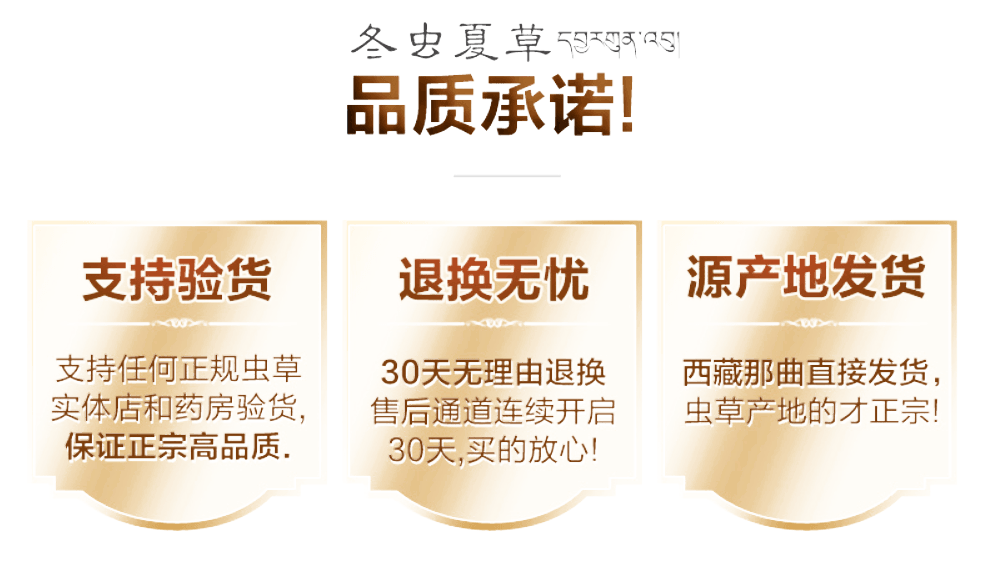 冬虫夏草 དབྱརགུན་འབུ།
品质承诺!
支持验货
支持任何正规虫草
实体店和药房验货,
保证正宗高品质.
退换无忧
30天无理由退换
售后通道连续开启
30天,买的放心!
源产地发货
西藏那曲直接发货,
虫草产地的才正宗!